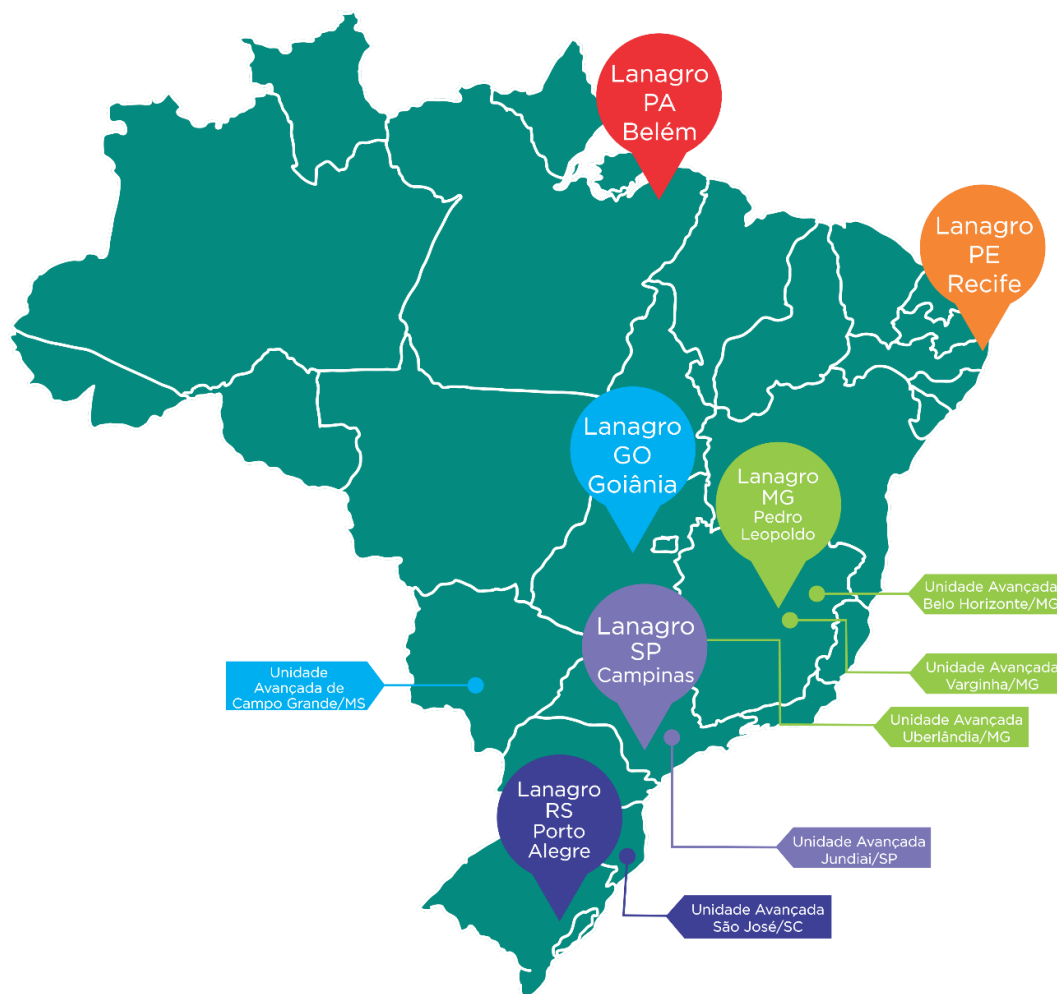 Lanagro
PA
Belém
Lanagro
PE
Recife
Lanagro
GO
Goiânia
Lanagro
MG
Pedro
Leopoldo
Unidade Avançada
Belo Horizonte/MG
Lanagro
SP
Campinas
Unidade
Avançada de
Campo Grande/MS
Unidade Avançada
Varginha/MG
Unidade Avançada
Uberlândia/MG
Lanagro
RS
Porto
Alegre
Unidade Avançada
Jundiai/SP
Unidade Avançada
São José/SC